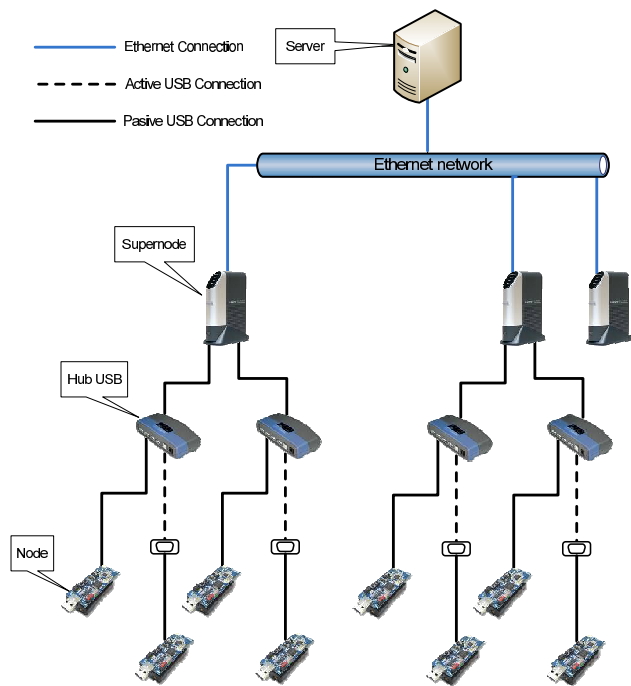 Server
Ethernet Connection
Active USB Connection
Pasive USB Connection
Ethernet network
Supernode
Hub USB
Node